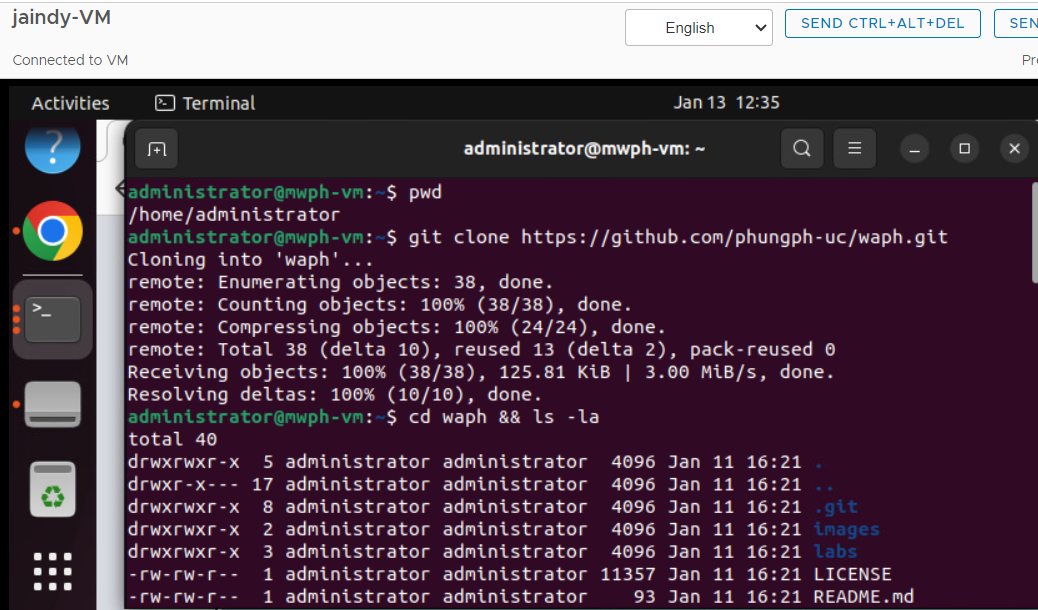 jaindy-VM
English
SEND CTRL+ALT+DEL
Connected to VM
Activities
Terminal
Jan 13 12:35
administrator@mwph-vm: ~
administrator@mwph-vm:~$ pwd
/home/administrator
administrator@mwph-vm:~$ git clone https://github.com/phungph-uc/waph.git
Cloning into 'waph'...
remote: Enumerating objects: 38, done.
remote: Counting objects: 100% (38/38), done.
remote: Compressing objects: 100% (24/24), done.
remote: Total 38 (delta 10), reused 13 (delta 2), pack-reused 0
Receiving objects: 100% (38/38), 125.81 KiB | 3.00 MiB/s, done.
Resolving deltas: 100% (10/10), done.
administrator@mwph-vm:~$ cd waph && ls -la
total 40
drwxrwxr-x  5 administrator administrator  4096 Jan 11 16:21 .
drwxr-x--- 17 administrator administrator  4096 Jan 11 16:21 ..
drwxrwxr-x  8 administrator administrator  4096 Jan 11 16:21 .git
drwxrwxr-x  2 administrator administrator  4096 Jan 11 16:21 images
drwxrwxr-x  3 administrator administrator  4096 Jan 11 16:21 labs
-rw-rw-r--  1 administrator administrator 11357 Jan 11 16:21 LICENSE
-rw-rw-r--  1 administrator administrator    93 Jan 11 16:21 README.md